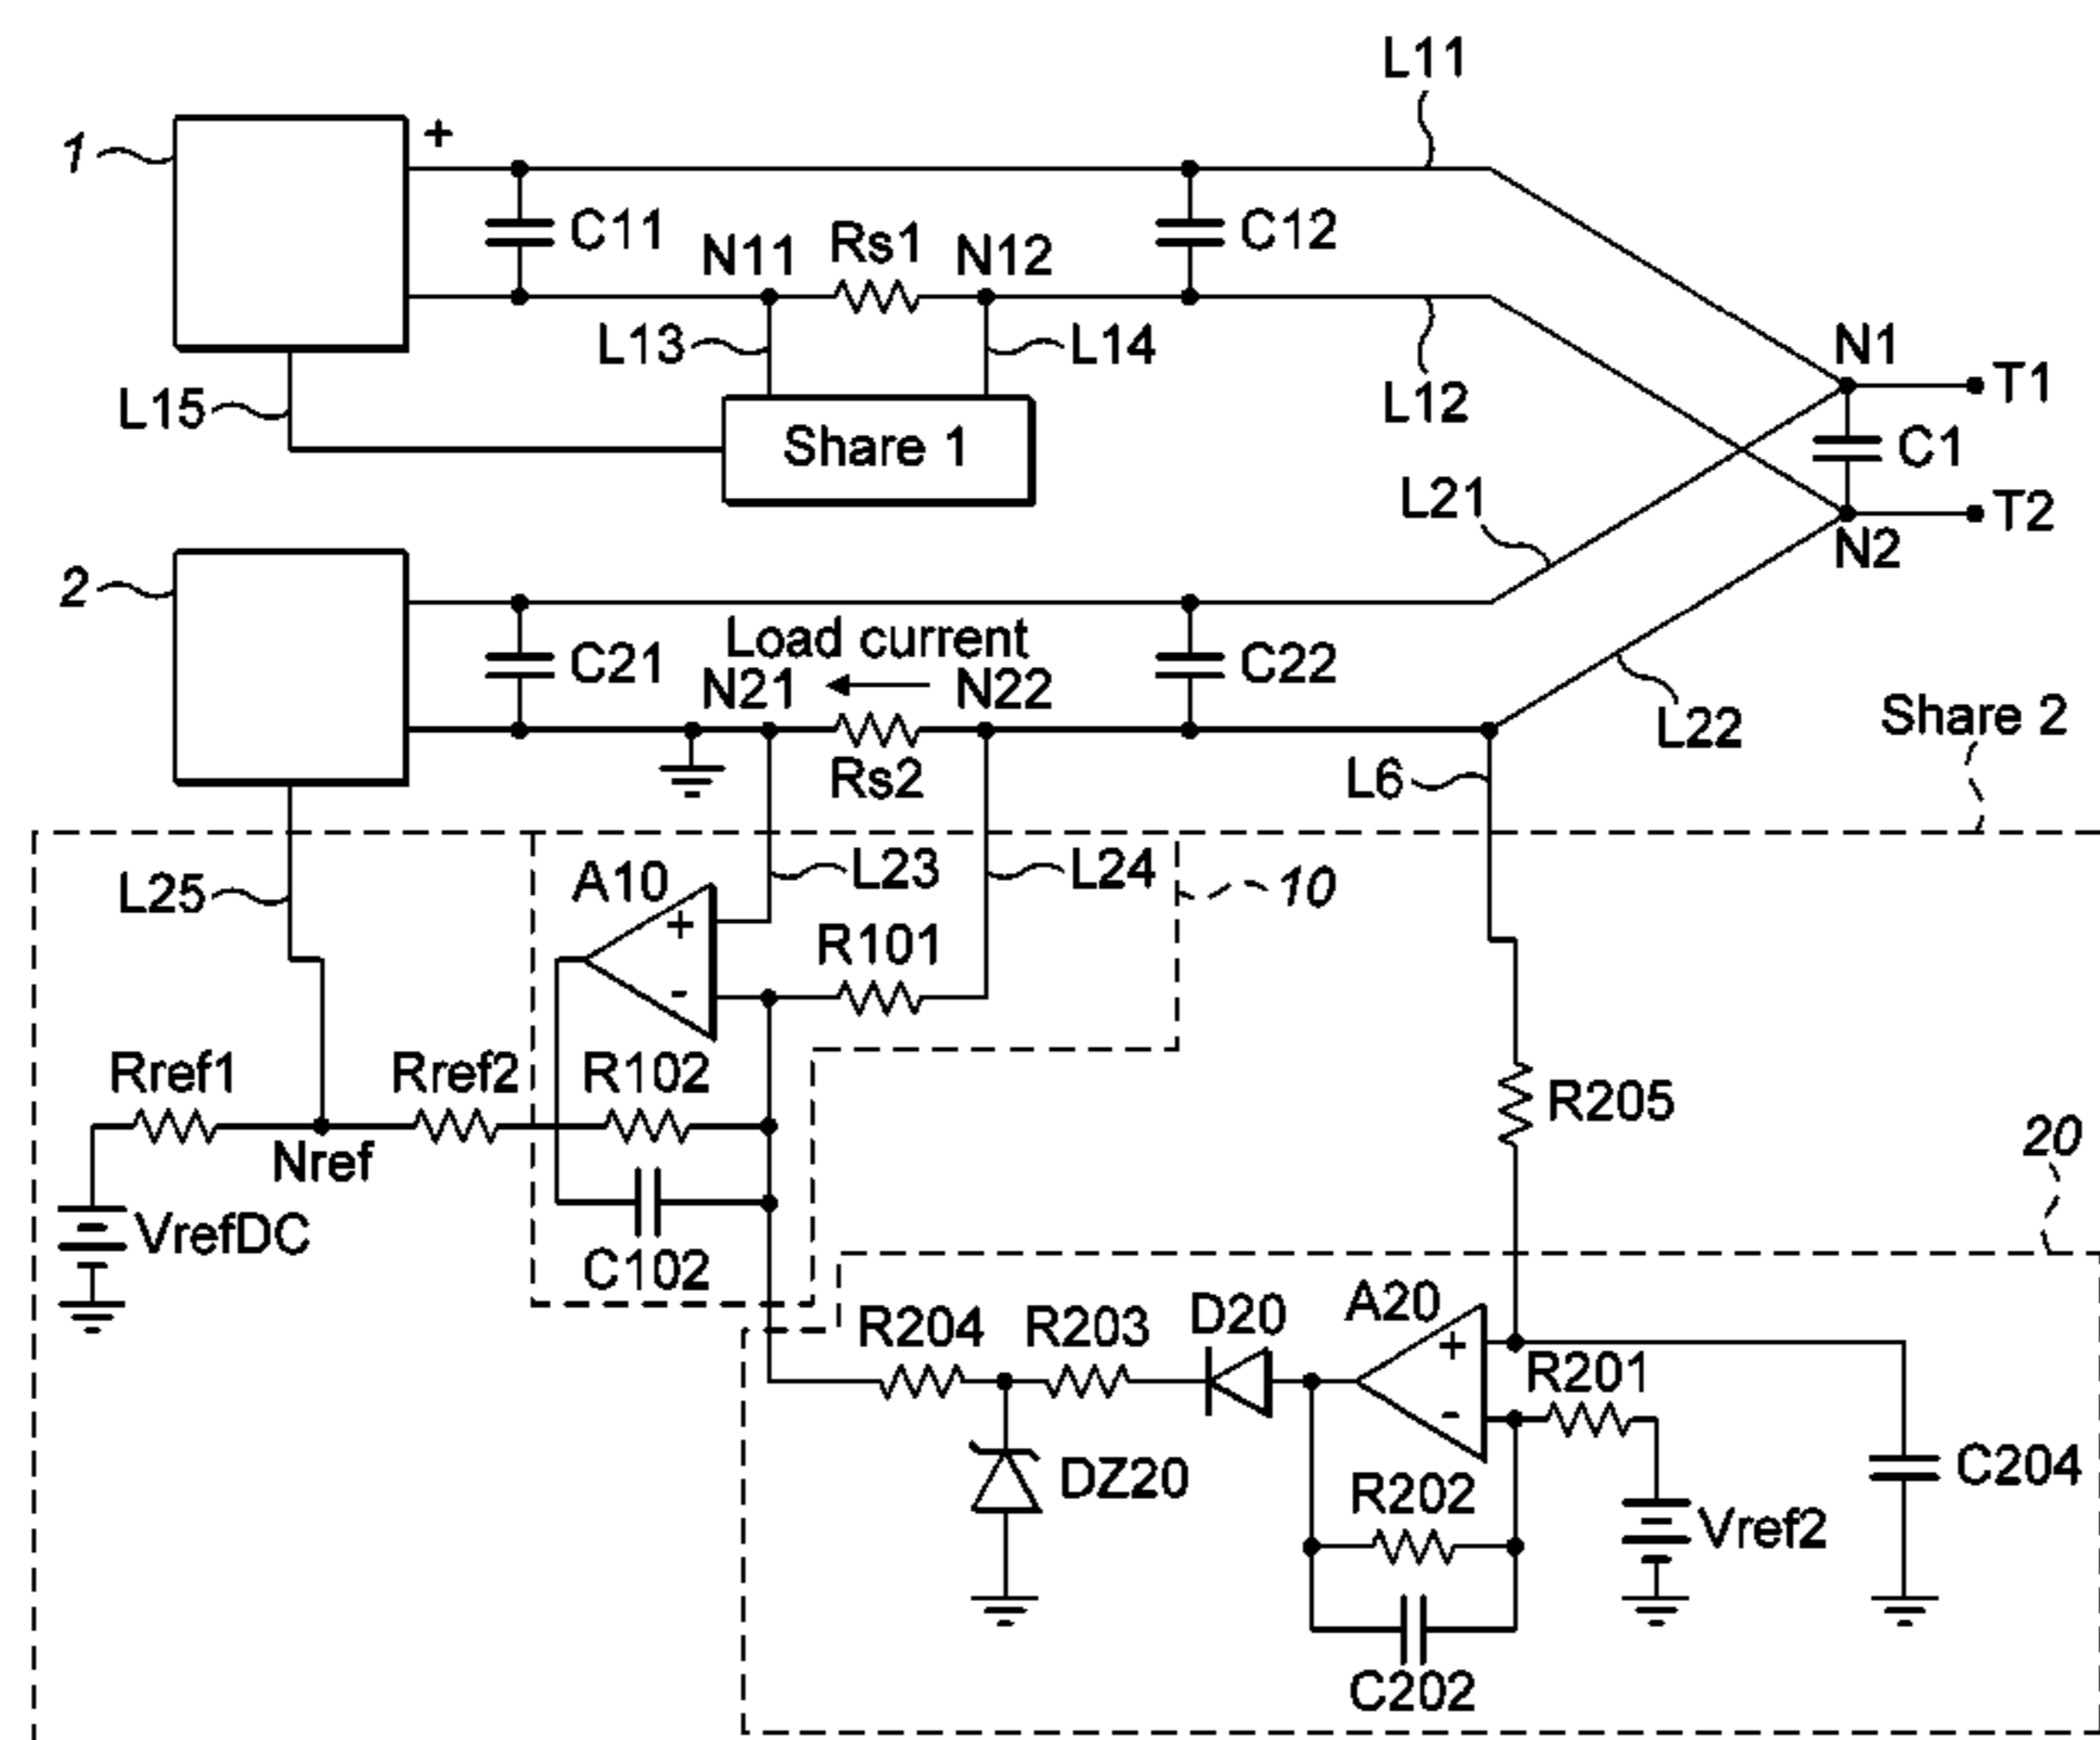 L11
1
+
C11
N11
Rs1
N12
C12
L13
L14
L12
N1
T1
L15
Share 1
C1
L21
T2
N2
2
Load current
C21
N21
N22
C22
L22
Share 2
Rs2
L6
L25
A10
L23
L24
10
+
R101
-
Rref1
Rref2
R102
R205
Nref
20
VrefDC
C102
R204
R203
D20
A20
+
R201
-
DZ20
R202
C204
Vref2
C202